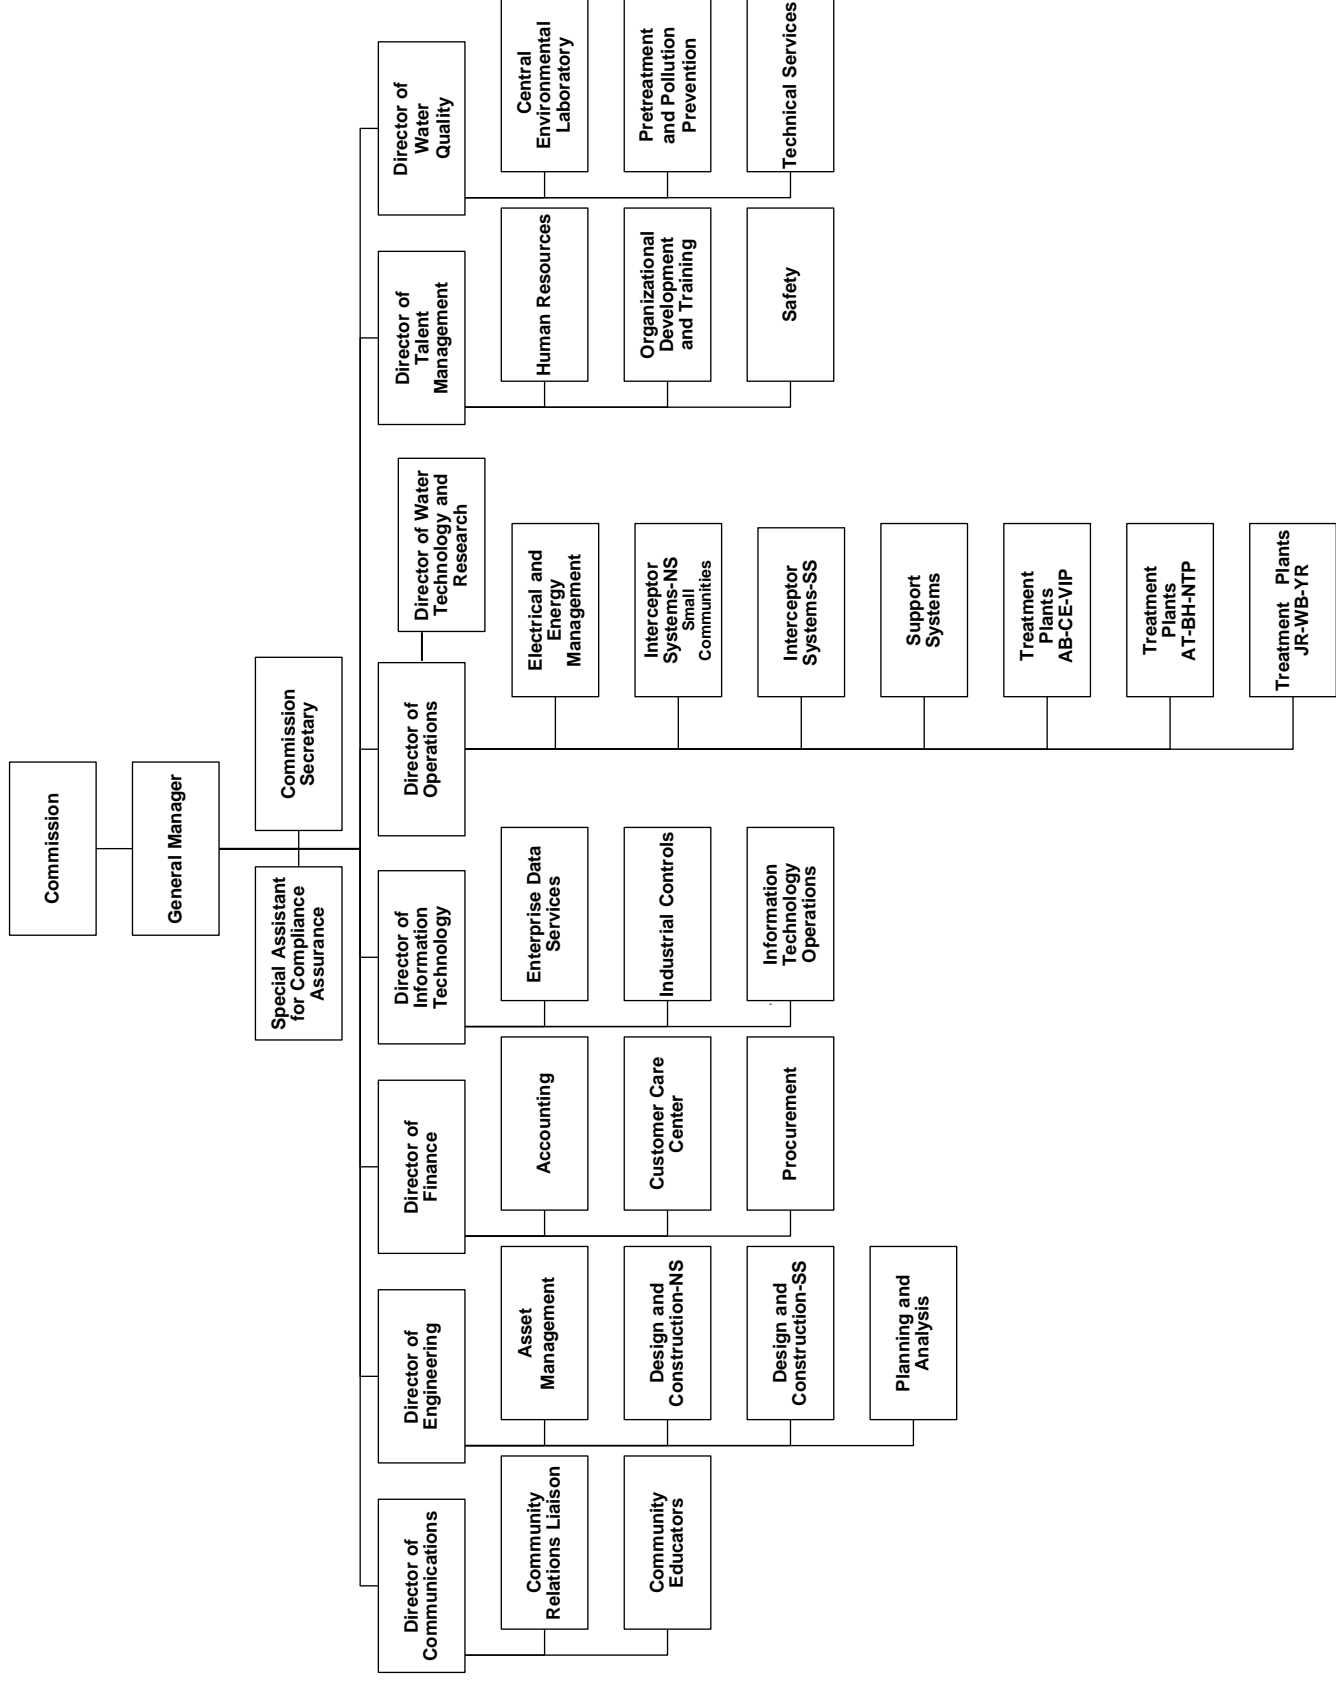 Commission
General Manager
Special Assistant
for Compliance
Assurance
Commission
Secretary
Director of
Communications
Community
Relations Liaison
Community
Educators
Director of
Engineering
Asset
Management
Design and
Construction-NS
Design and
Construction-SS
Planning and
Analysis
Director of
Finance
Accounting
Customer Care
Center
Procurement
Director of
Information
Technology
Enterprise Data
Services
Industrial Controls
Information
Technology
Operations
Director of
Operations
Director of Water
Technology and
Research
Electrical and
Energy
Management
Interceptor
Systems-NS
Small
Communities
Interceptor
Systems-SS
Support
Systems
Treatment
Plants
AB-CE-VIP
Treatment
Plants
AT-BH-NTP
Treatment Plants
JR-WB-YR
Director of
Talent
Management
Human Resources
Organizational
Development
and Training
Safety
Director of
Water
Quality
Central
Environmental
Laboratory
Pretreatment
and Pollution
Prevention
Technical Services